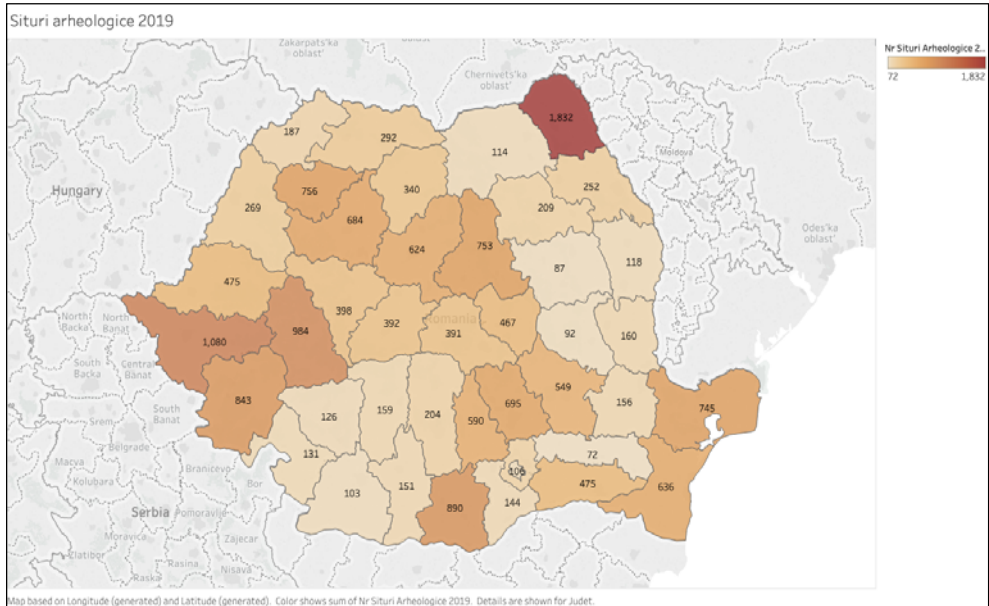 Situri arheologice 2019
Nr Situri Arheologice 2..
72 1,832
Zakarpats'ka
oblast'
Chernivets'ka
oblast'
1,832
187
292
114
Moldova
Hungary
756
340
252
269
684
209
Odes'ka
oblast'
624
753
87
118
475
398
392
Romania
391
467
92
160
North
Backa
North
Banat
1,080
984
South
Backa
Central
Banat
843
126
159
204
590
695
549
156
745
South
Banat
Srem
Belgrade
Macva
Kolubara
Branicevo
Bor
131
72
106
475
636
Serbia
Pomoravlje
103
151
890
144
Moravica
Zajecar
Zlatibor
Rasina
Nisava
Raska
Map based on Longitude (generated) and Latitude (generated). Color shows sum of Nr Situri Arheologice 2019. Details are shown for Judet.